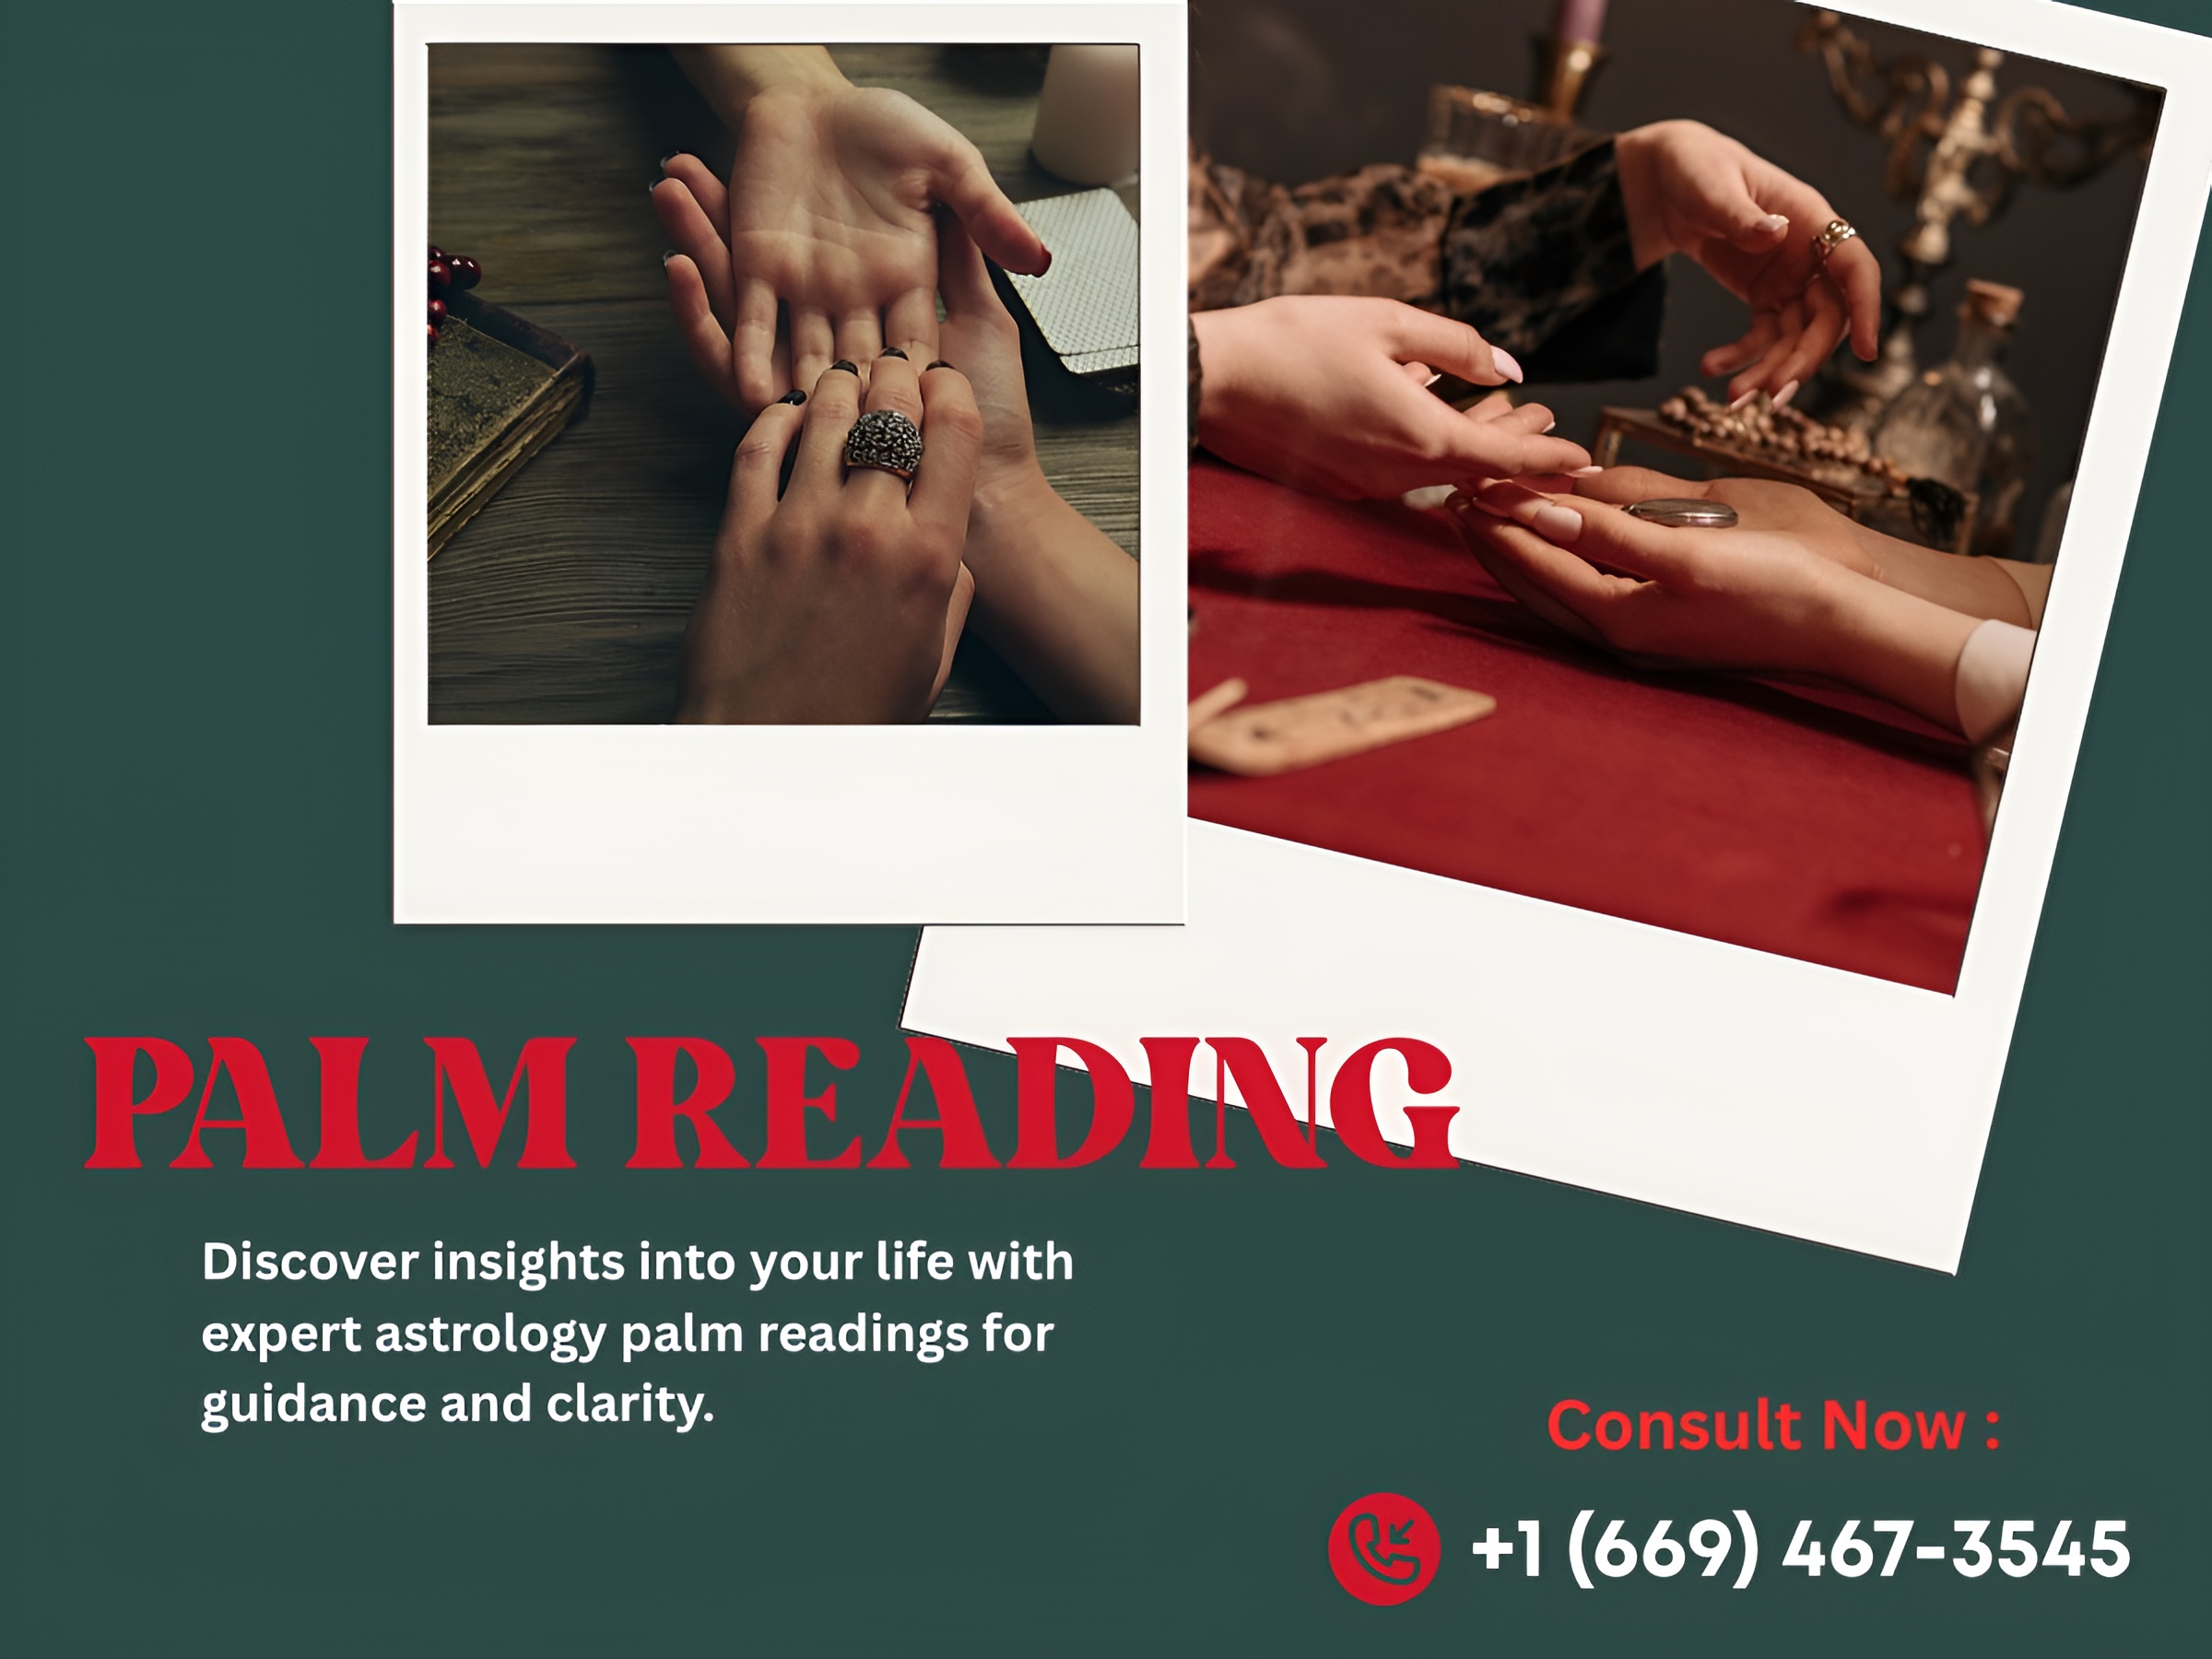 PALM READING
Discover insights into your life with
expert astrology palm readings for
guidance and clarity.
Consult Now :
+1 (669) 467-3545